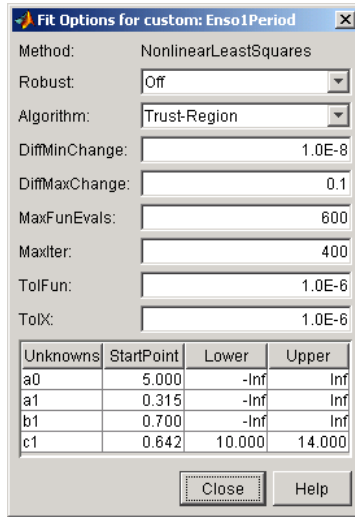 Fit Options for custom: Enso1Period
Method: NonlinearLeastSquares
Robust: Off
Algorithm: Trust-Region
DiffMinChange: 1.0E-8
DiffMaxChange: 0.1
MaxFunEvals: 600
MaxIter: 400
TolFun: 1.0E-6
TolX: 1.0E-6
Unknowns StartPoint Lower Upper
a0 5.000 -Inf Inf
a1 0.315 -Inf Inf
b1 0.700 -Inf Inf
c1 0.642 10.000 14.000
Close Help